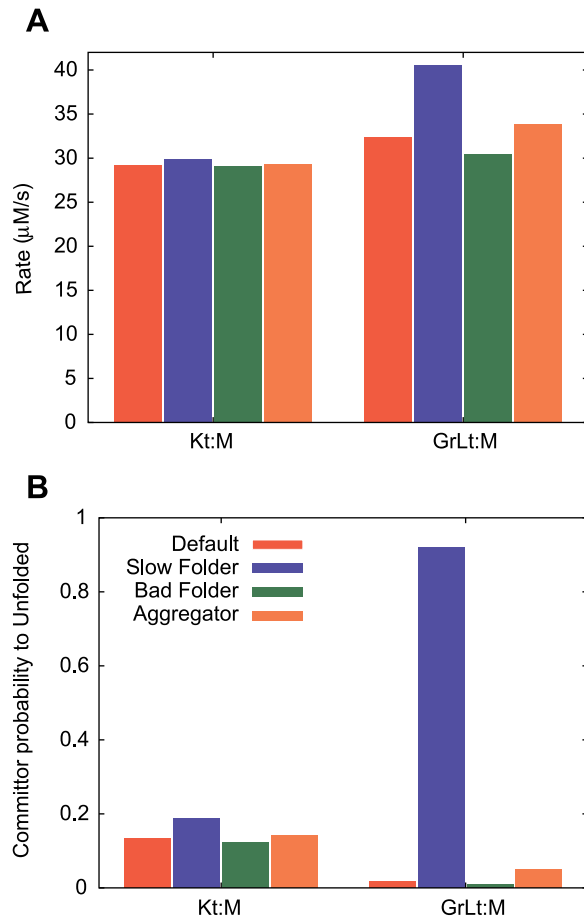 A
Rate (μM/s)
40
35
30
25
20
15
10
5
0
Kt:M
GrLt:M
B
Committor probability to Unfolded
1
0.8
0.6
0.4
0.2
0
Default
Slow Folder
Bad Folder
Aggregator
Kt:M
GrLt:M